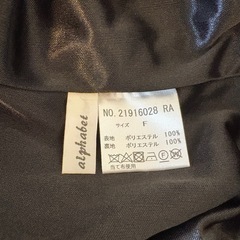 alphabet
NO.21916028 RA
サイズ F
表地 ポリエステル 100%
裏地 ポリエステル 100%
当て布使用